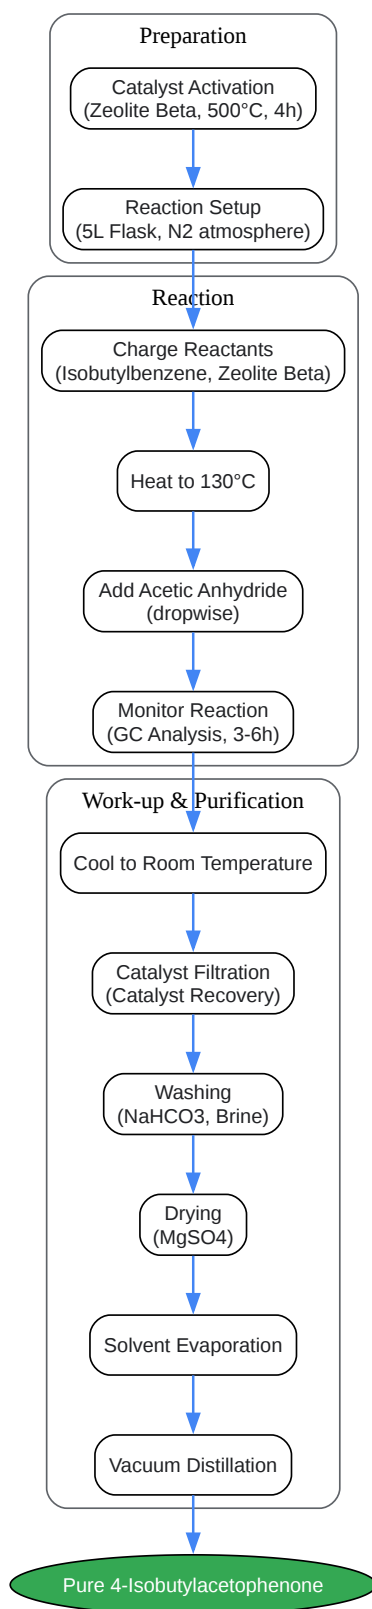 Preparation
Catalyst Activation
(Zeolite Beta, 500°C, 4h)
Reaction Setup
(5L Flask, N2 atmosphere)
Reaction
Charge Reactants
(Isobutylbenzene, Zeolite Beta)
Heat to 130°C
Add Acetic Anhydride
(dropwise)
Monitor Reaction
(GC Analysis, 3-6h)
Work-up & Purification
Cool to Room Temperature
Catalyst Filtration
(Catalyst Recovery)
Washing
(NaHCO3, Brine)
Drying
(MgSO4)
Solvent Evaporation
Vacuum Distillation
Pure 4-Isobutylacetophenone